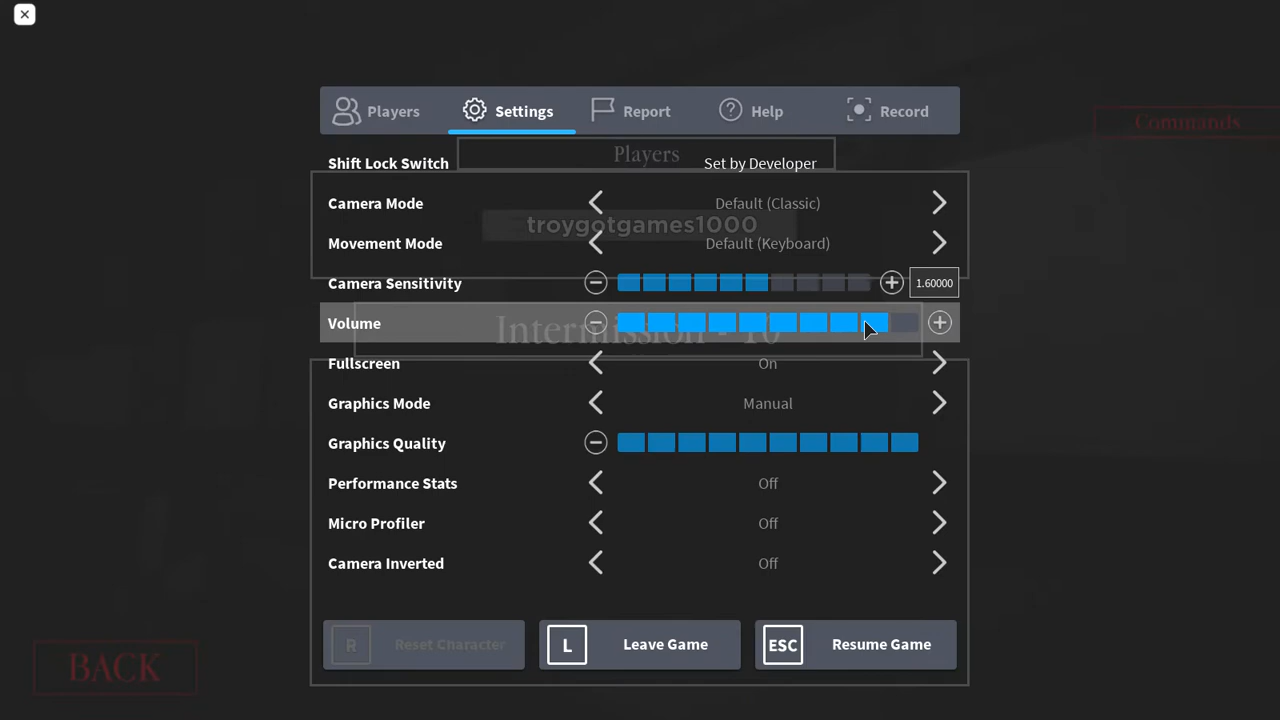 Players Settings Report Help Record
Commands
Players
Shift Lock Switch Set by Developer
Camera Mode Default (Classic)
troygotgames1000
Movement Mode Default (Keyboard)
Camera Sensitivity 1.60000
Volume
Intermission - 10
Fullscreen On
Graphics Mode Manual
Graphics Quality
Performance Stats Off
Micro Profiler Off
Camera Inverted Off
R Reset Character L Leave Game ESC Resume Game
BACK